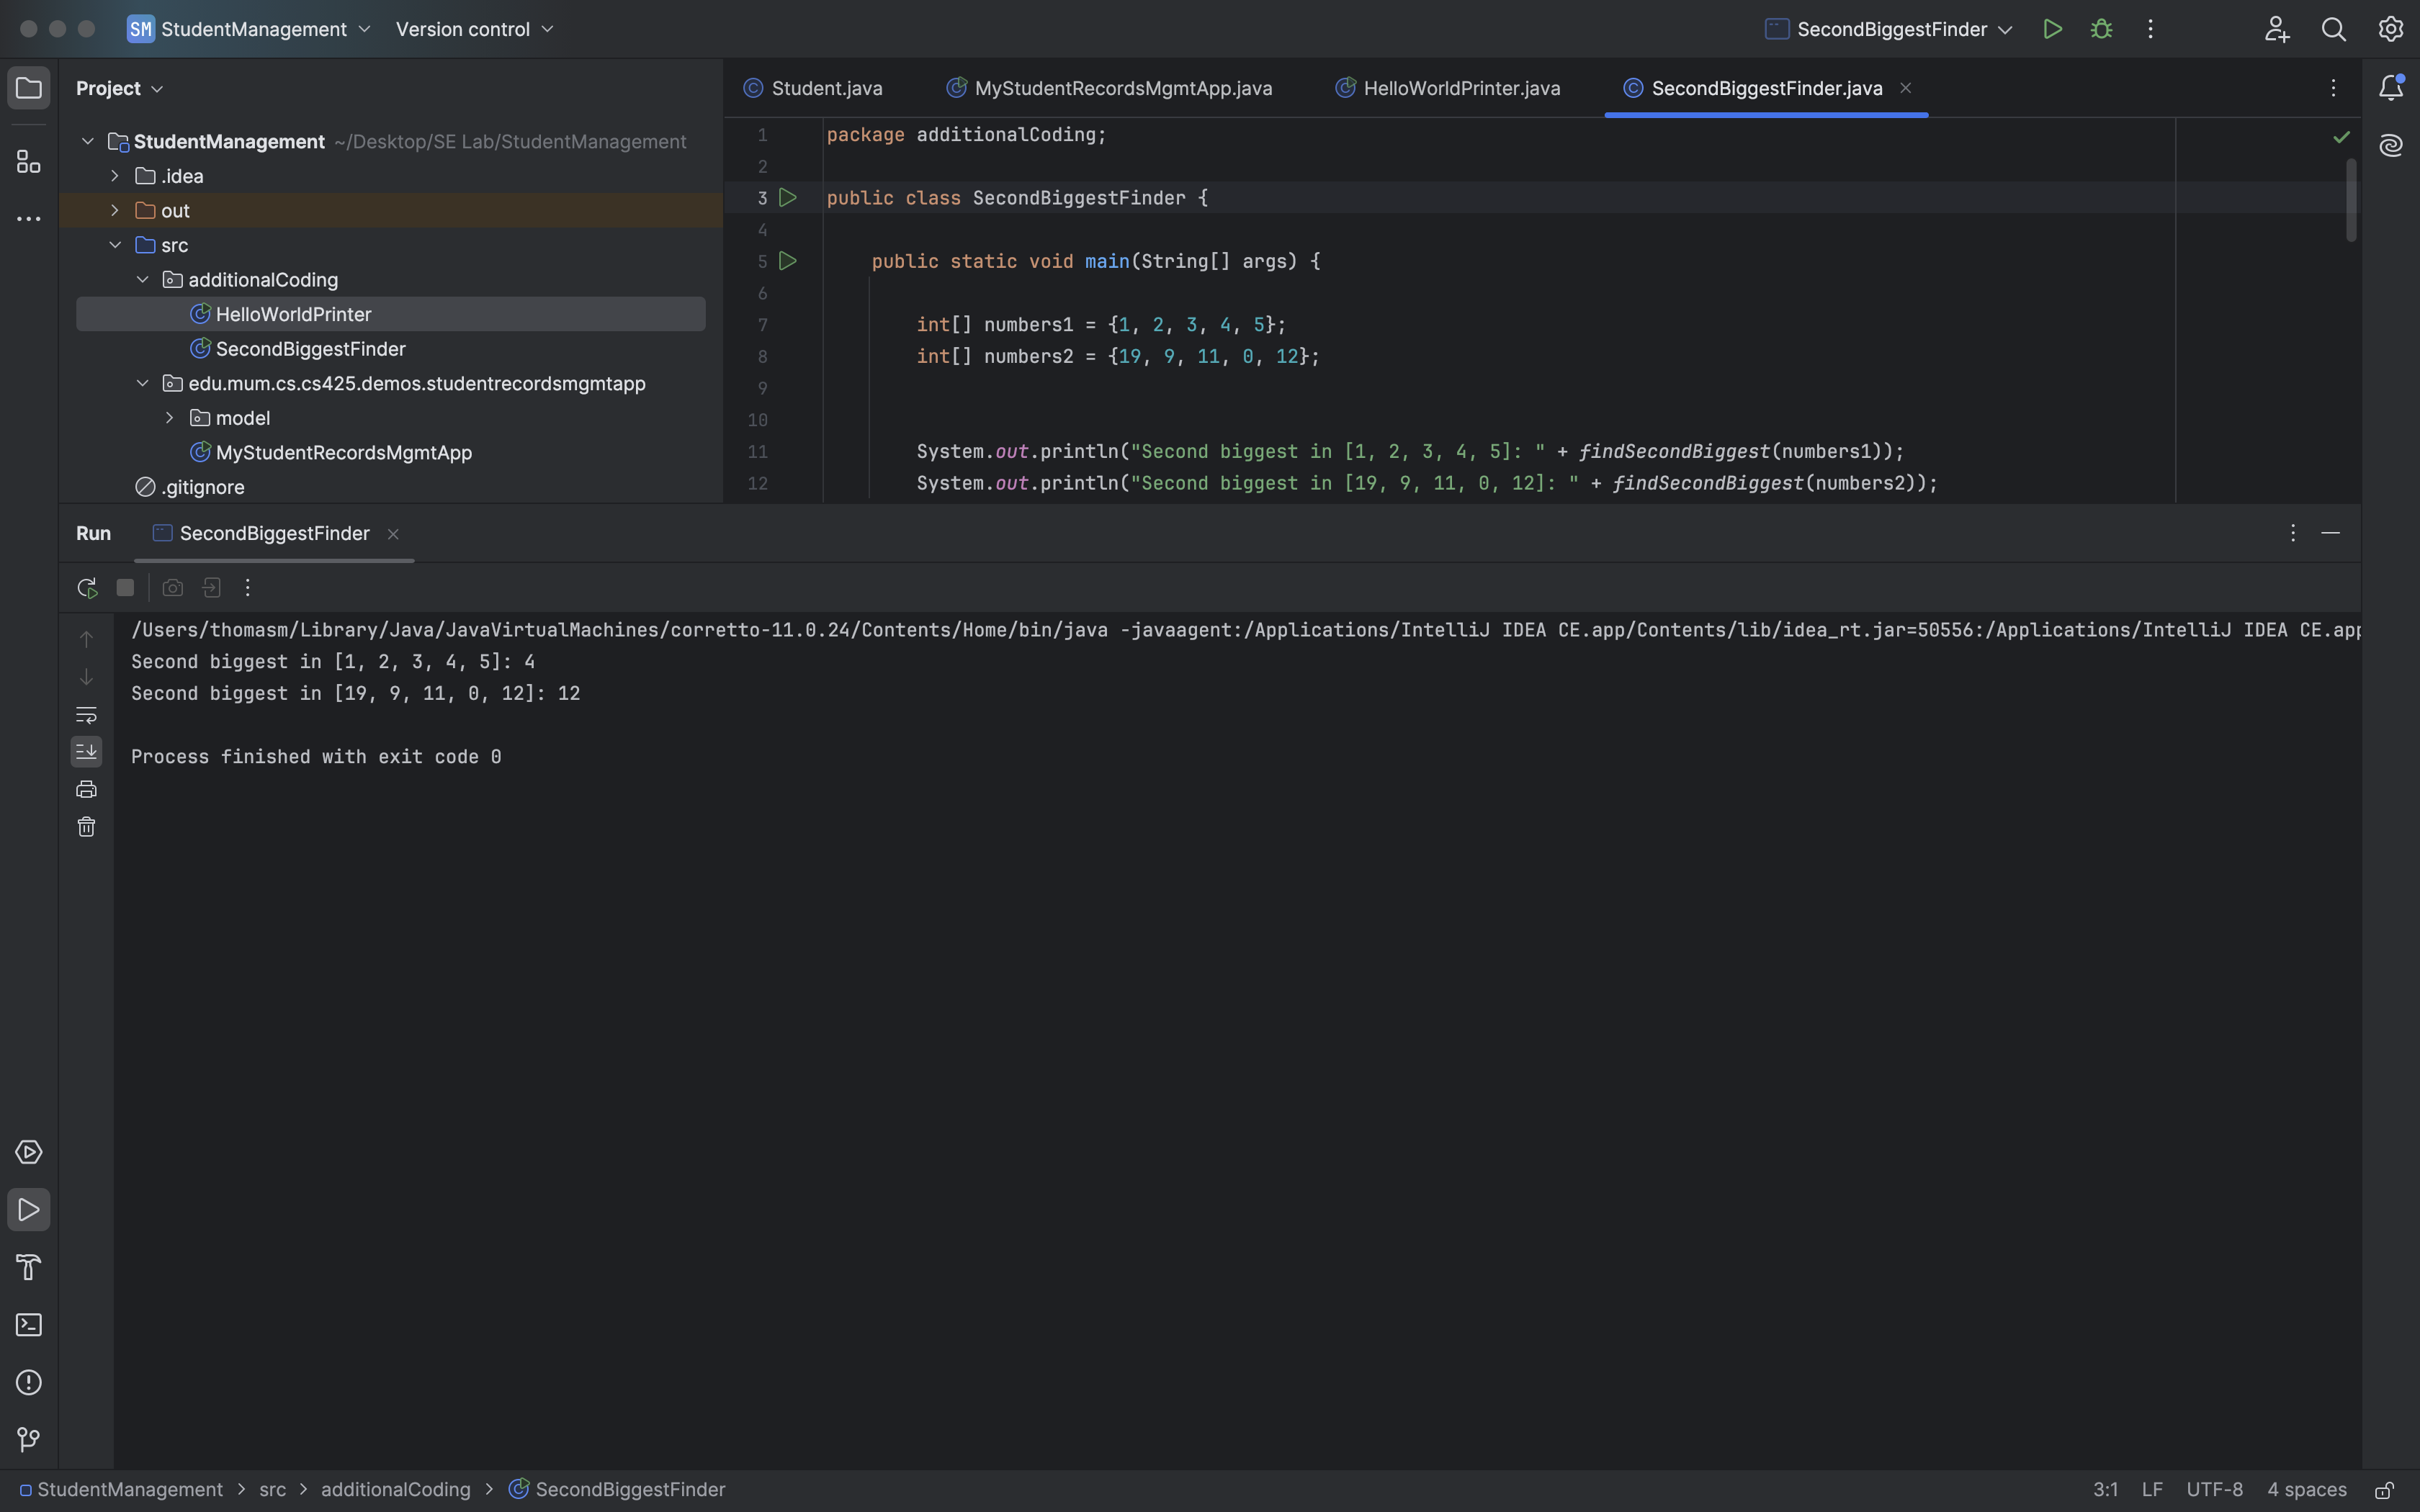 SM StudentManagement Version control SecondBiggestFinder
Project
Student.java MyStudentRecordsMgmtApp.java HelloWorldPrinter.java SecondBiggestFinder.java
StudentManagement ~/Desktop/SE Lab/StudentManagement
.idea
out
src
additionalCoding
HelloWorldPrinter
SecondBiggestFinder
edu.mum.cs.cs425.demos.studentrecordsmgmtapp
model
MyStudentRecordsMgmtApp
.gitignore
1 package additionalCoding;
2
3 public class SecondBiggestFinder {
4
5 public static void main(String[] args) {
6
7 int[] numbers1 = {1, 2, 3, 4, 5};
8 int[] numbers2 = {19, 9, 11, 0, 12};
9
10
11 System.out.println("Second biggest in [1, 2, 3, 4, 5]: " + findSecondBiggest(numbers1));
12 System.out.println("Second biggest in [19, 9, 11, 0, 12]: " + findSecondBiggest(numbers2));
Run SecondBiggestFinder
/Users/thomasm/Library/Java/JavaVirtualMachines/corretto-11.0.24/Contents/Home/bin/java -javaagent:/Applications/IntelliJ IDEA CE.app/Contents/lib/idea_rt.jar=50556:/Applications/IntelliJ IDEA CE.app
Second biggest in [1, 2, 3, 4, 5]: 4
Second biggest in [19, 9, 11, 0, 12]: 12
Process finished with exit code 0
StudentManagement > src > additionalCoding > SecondBiggestFinder 3:1 LF UTF-8 4 spaces